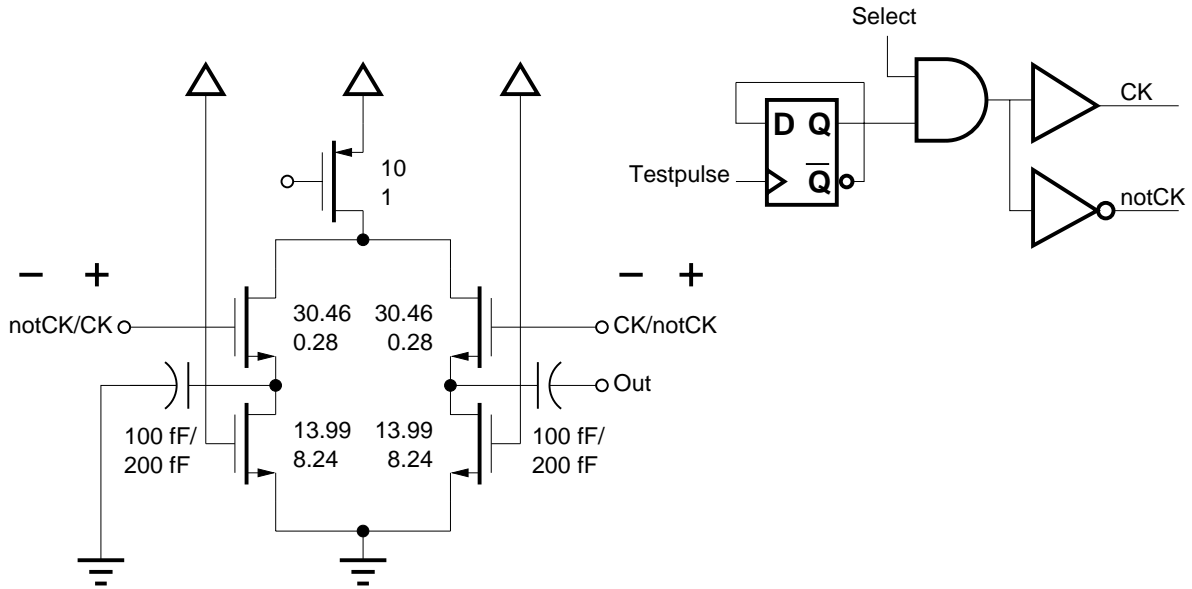 Select
CK
D Q
Testpulse
Q
notCK
10
1
− +
− +
notCK/CK
30.46
0.28
30.46
0.28
CK/notCK
Out
100 fF/
200 fF
13.99
8.24
13.99
8.24
100 fF/
200 fF